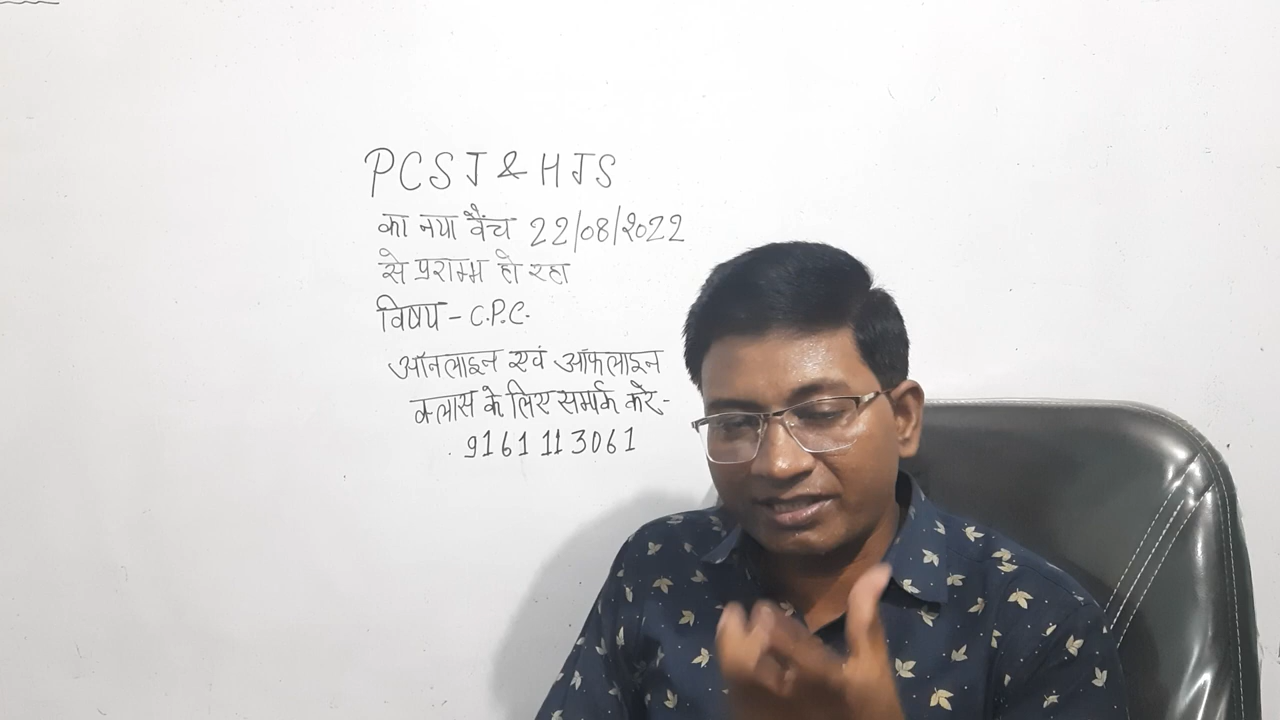 PCSJ & HJS
का नया बैंच 22/08/2022
से प्रारम्भ हो रहा
विषय - C.P.C.
ऑनलाइन एवं ऑफलाइन
क्लास के लिए सम्पर्क करे -
9161113061